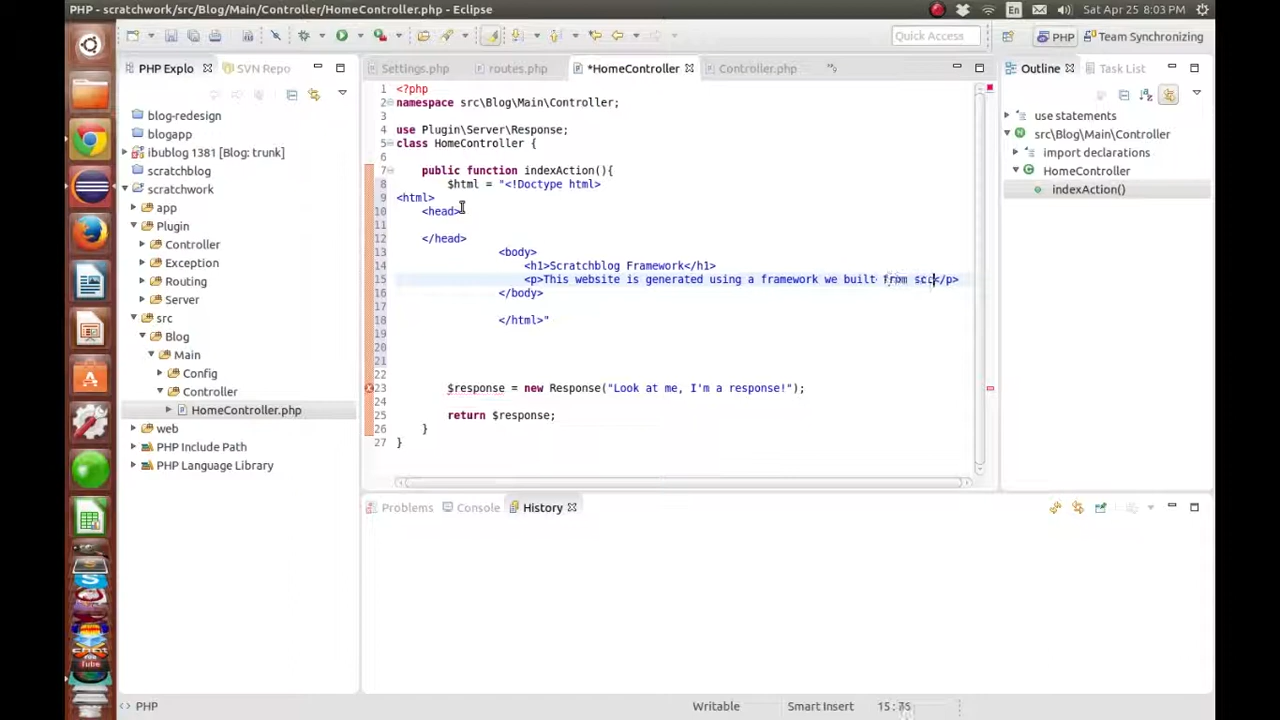 PHP - scratchwork/src/Blog/Main/Controller/HomeController.php - Eclipse
En
Sat Apr 25 8:03 PM
Quick Access
PHP
Team Synchronizing
PHP Explo
SVN Repo
Settings.php
routes.php
*HomeController
Controller.php
Outline
Task List
blog-redesign
blogapp
ibublog 1381 [Blog: trunk]
scratchblog
scratchwork
app
Plugin
Controller
Exception
Routing
Server
src
Blog
Main
Config
Controller
HomeController.php
web
PHP Include Path
PHP Language Library
1 <?php
2 namespace src\Blog\Main\Controller;
3
4 use Plugin\Server\Response;
5 class HomeController {
6
7 public function indexAction(){
8 $html = "<!Doctype html>
9 <html>
10 <head>
11
12 </head>
13 <body>
14 <h1>Scratchblog Framework</h1>
15 <p>This website is generated using a framework we built from scc</p>
16 </body>
17
18 </html>"
19
20
21
22
23 $response = new Response("Look at me, I'm a response!");
24
25 return $response;
26 }
27 }
use statements
src\Blog\Main\Controller
import declarations
HomeController
indexAction()
Problems
Console
History
PHP
Writable
Smart Insert
15 : 76